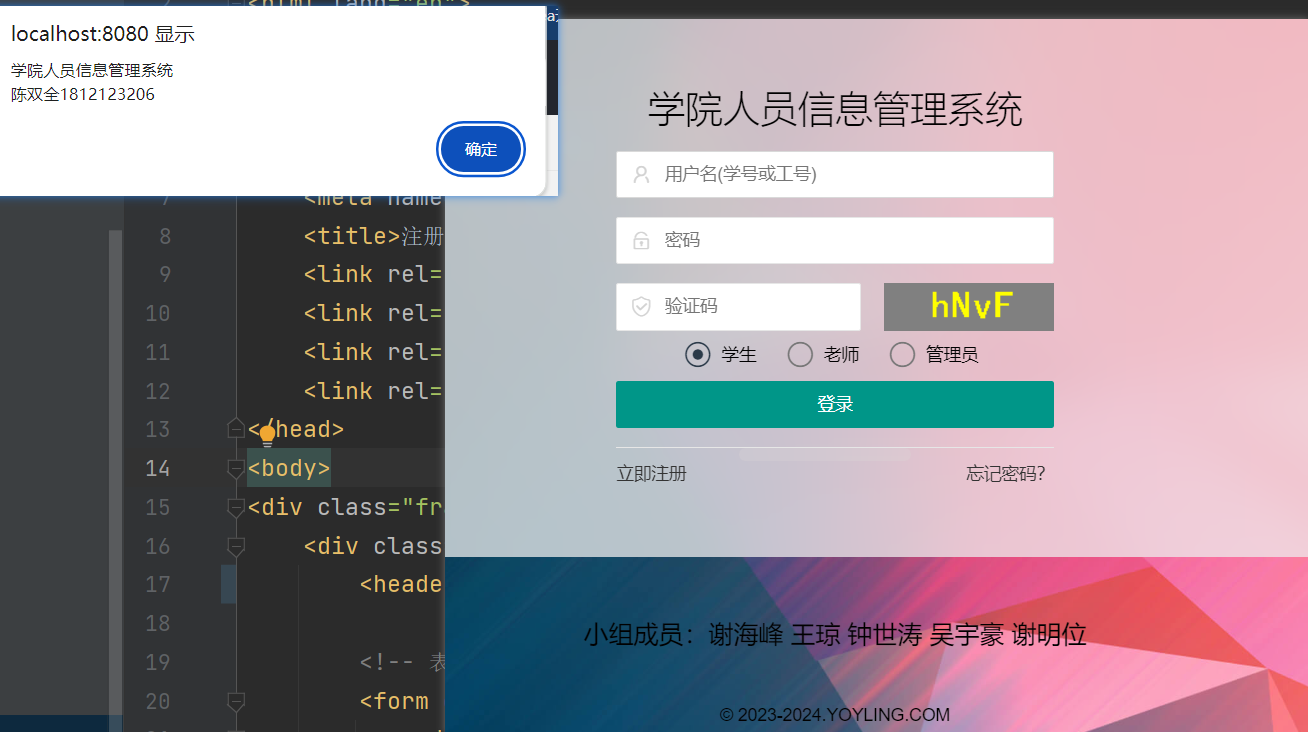 localhost:8080 显示
学院人员信息管理系统
陈双全1812123206
确定
<meta name
8 <title>注册
9 <link rel=
10 <link rel=
11 <link rel=
12 <link rel=
13 </head>
14 <body>
15 <div class="fr
16 <div class
17 <heade
18
19 <!-- 表
20 <form
学院人员信息管理系统
用户名(学号或工号)
密码
验证码 hNvF
学生 老师 管理员
登录
立即注册 忘记密码?
小组成员：谢海峰 王琼 钟世涛 吴宇豪 谢明位
© 2023-2024.YOYLING.COM